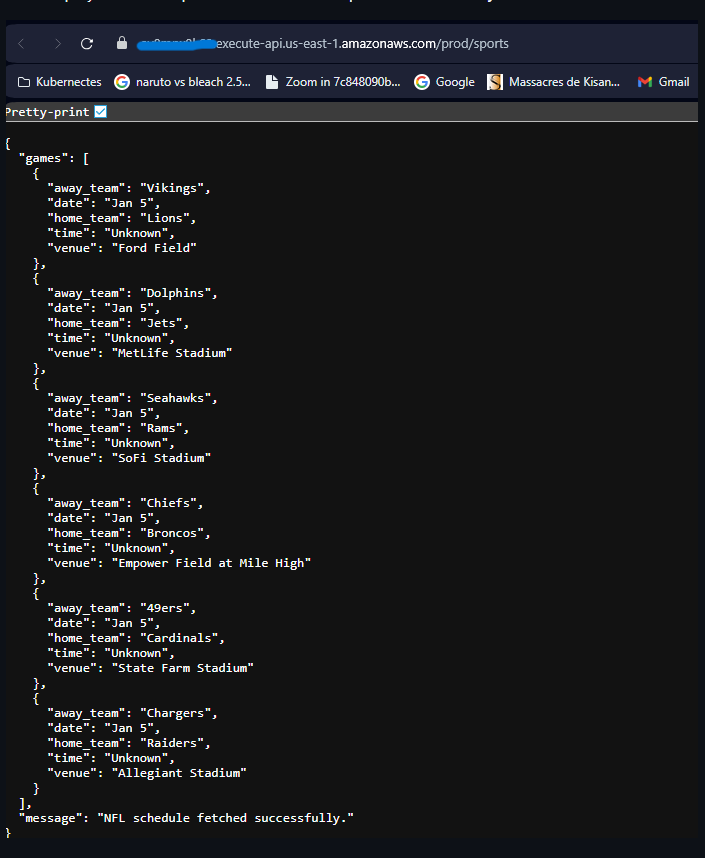 execute-api.us-east-1.amazonaws.com/prod/sports
Kubernectes naruto vs bleach 2.5... Zoom in 7c848090b... Google Massacres de Kisan... Gmail
Pretty-print
{
  "games": [
    {
      "away_team": "Vikings",
      "date": "Jan 5",
      "home_team": "Lions",
      "time": "Unknown",
      "venue": "Ford Field"
    },
    {
      "away_team": "Dolphins",
      "date": "Jan 5",
      "home_team": "Jets",
      "time": "Unknown",
      "venue": "MetLife Stadium"
    },
    {
      "away_team": "Seahawks",
      "date": "Jan 5",
      "home_team": "Rams",
      "time": "Unknown",
      "venue": "SoFi Stadium"
    },
    {
      "away_team": "Chiefs",
      "date": "Jan 5",
      "home_team": "Broncos",
      "time": "Unknown",
      "venue": "Empower Field at Mile High"
    },
    {
      "away_team": "49ers",
      "date": "Jan 5",
      "home_team": "Cardinals",
      "time": "Unknown",
      "venue": "State Farm Stadium"
    },
    {
      "away_team": "Chargers",
      "date": "Jan 5",
      "home_team": "Raiders",
      "time": "Unknown",
      "venue": "Allegiant Stadium"
    }
  ],
  "message": "NFL schedule fetched successfully."
}